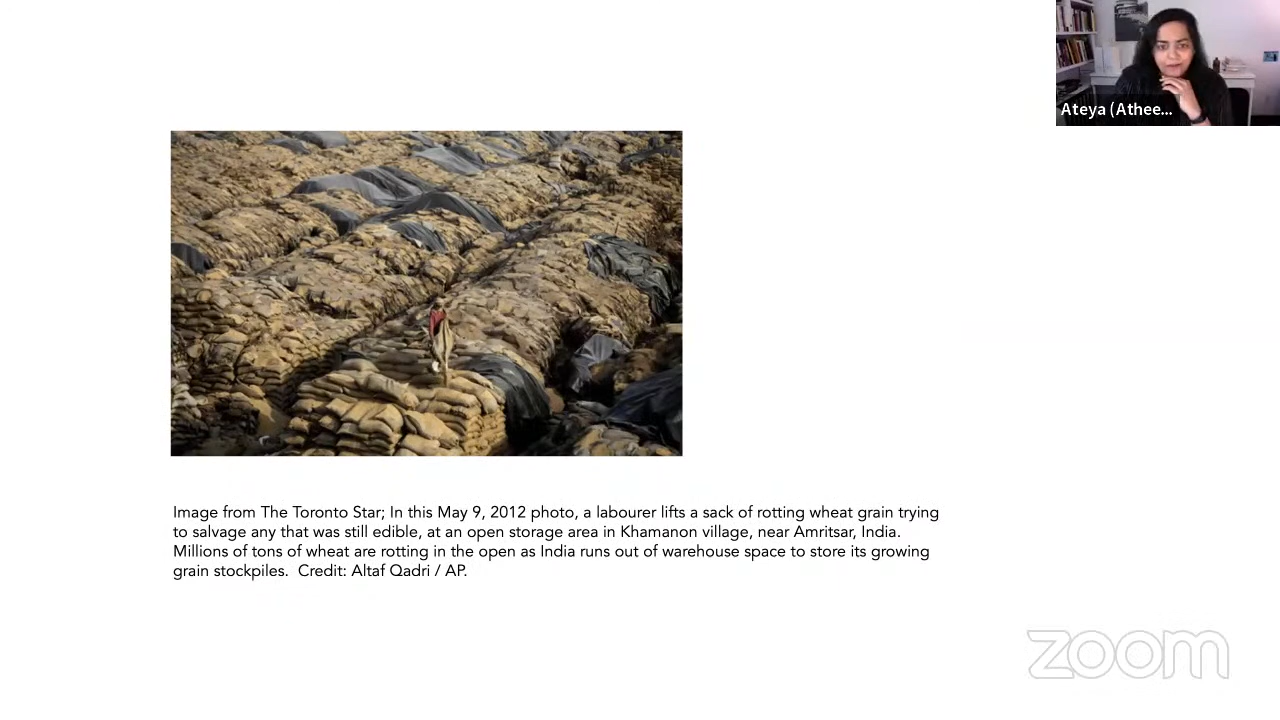 Ateya (Athee...
Image from The Toronto Star; In this May 9, 2012 photo, a labourer lifts a sack of rotting wheat grain trying
to salvage any that was still edible, at an open storage area in Khamanon village, near Amritsar, India.
Millions of tons of wheat are rotting in the open as India runs out of warehouse space to store its growing
grain stockpiles.  Credit: Altaf Qadri / AP.
zoom